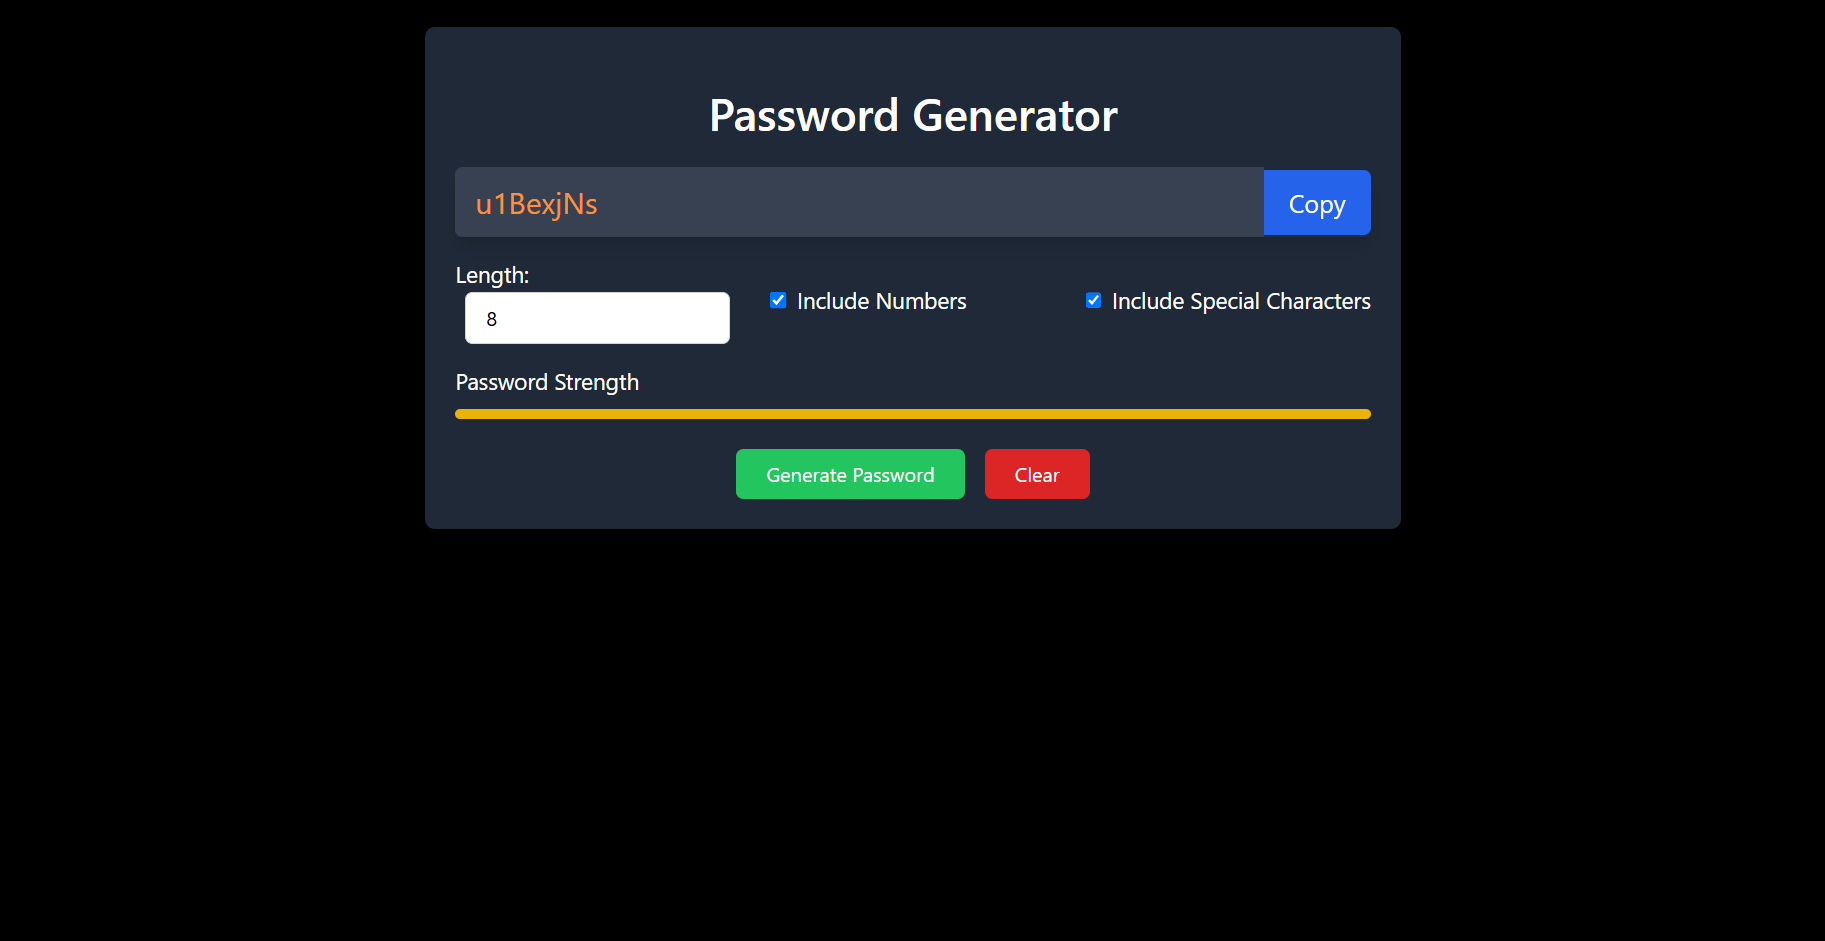 Password Generator
u1BexjNs
Copy
Length:
8
Include Numbers
Include Special Characters
Password Strength
Generate Password
Clear